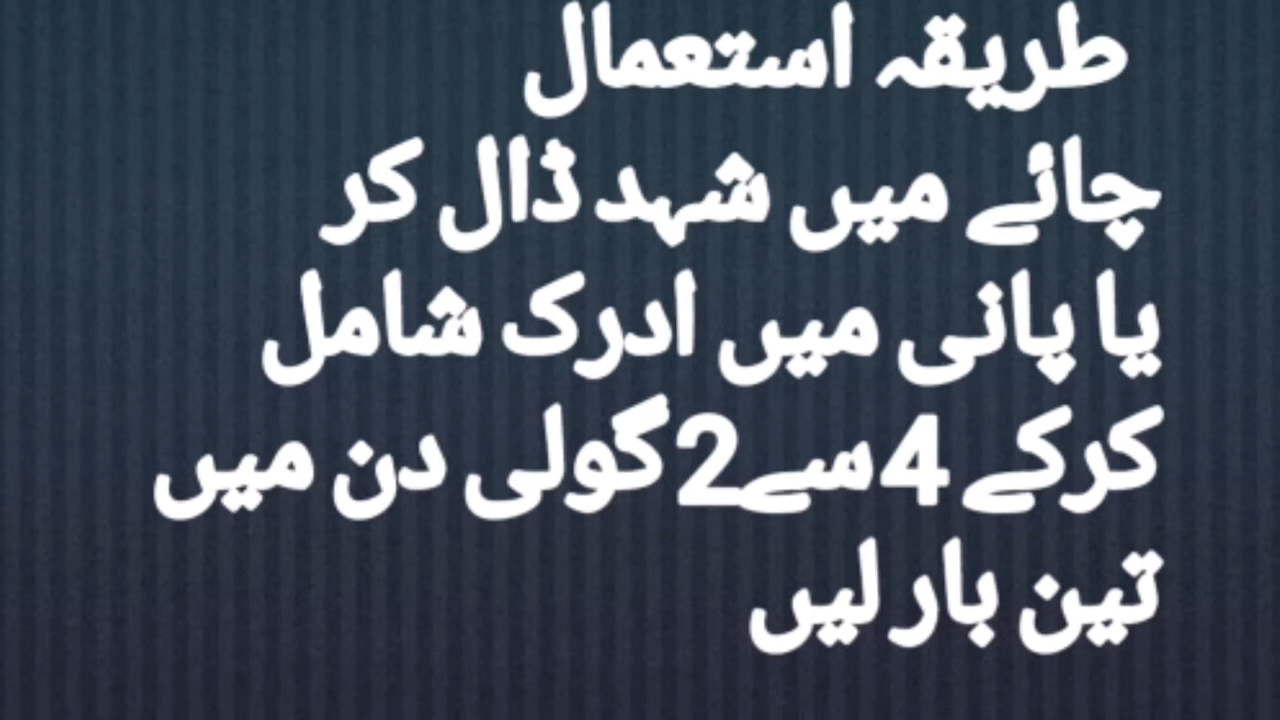 طریقہ استعمال
چائے میں شہد ڈال کر
یا پانی میں ادرک شامل
کرکے 4سے2گولی دن میں
تین بار لیں